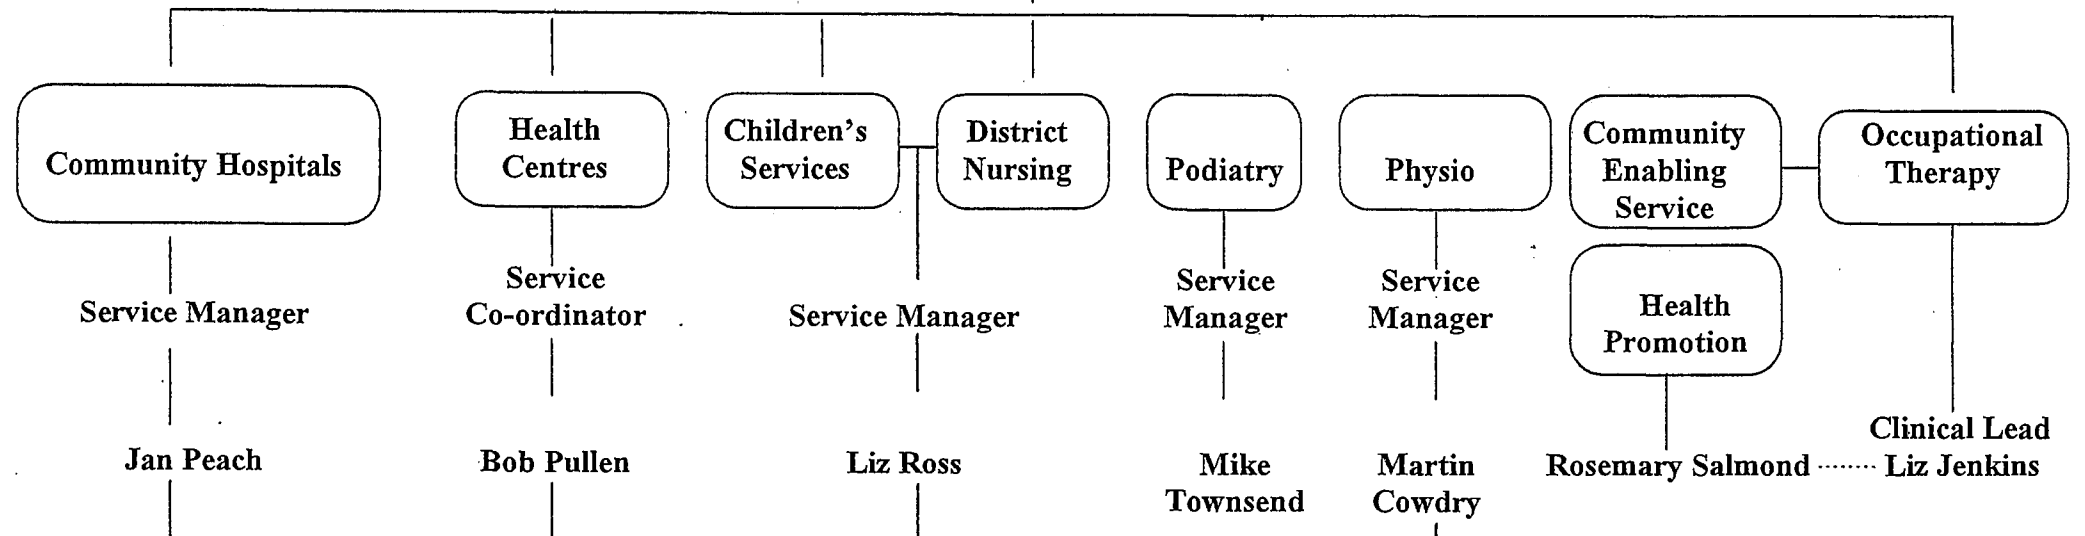 Community Hospitals
Health
Centres
Children's
Services
District
Nursing
Podiatry
Physio
Community
Enabling
Service
Occupational
Therapy
Health
Promotion
Service Manager
Service
Co-ordinator
Service Manager
Service
Manager
Service
Manager
Jan Peach
Bob Pullen
Liz Ross
Mike
Townsend
Martin
Cowdry
Rosemary Salmond
Clinical Lead
Liz Jenkins